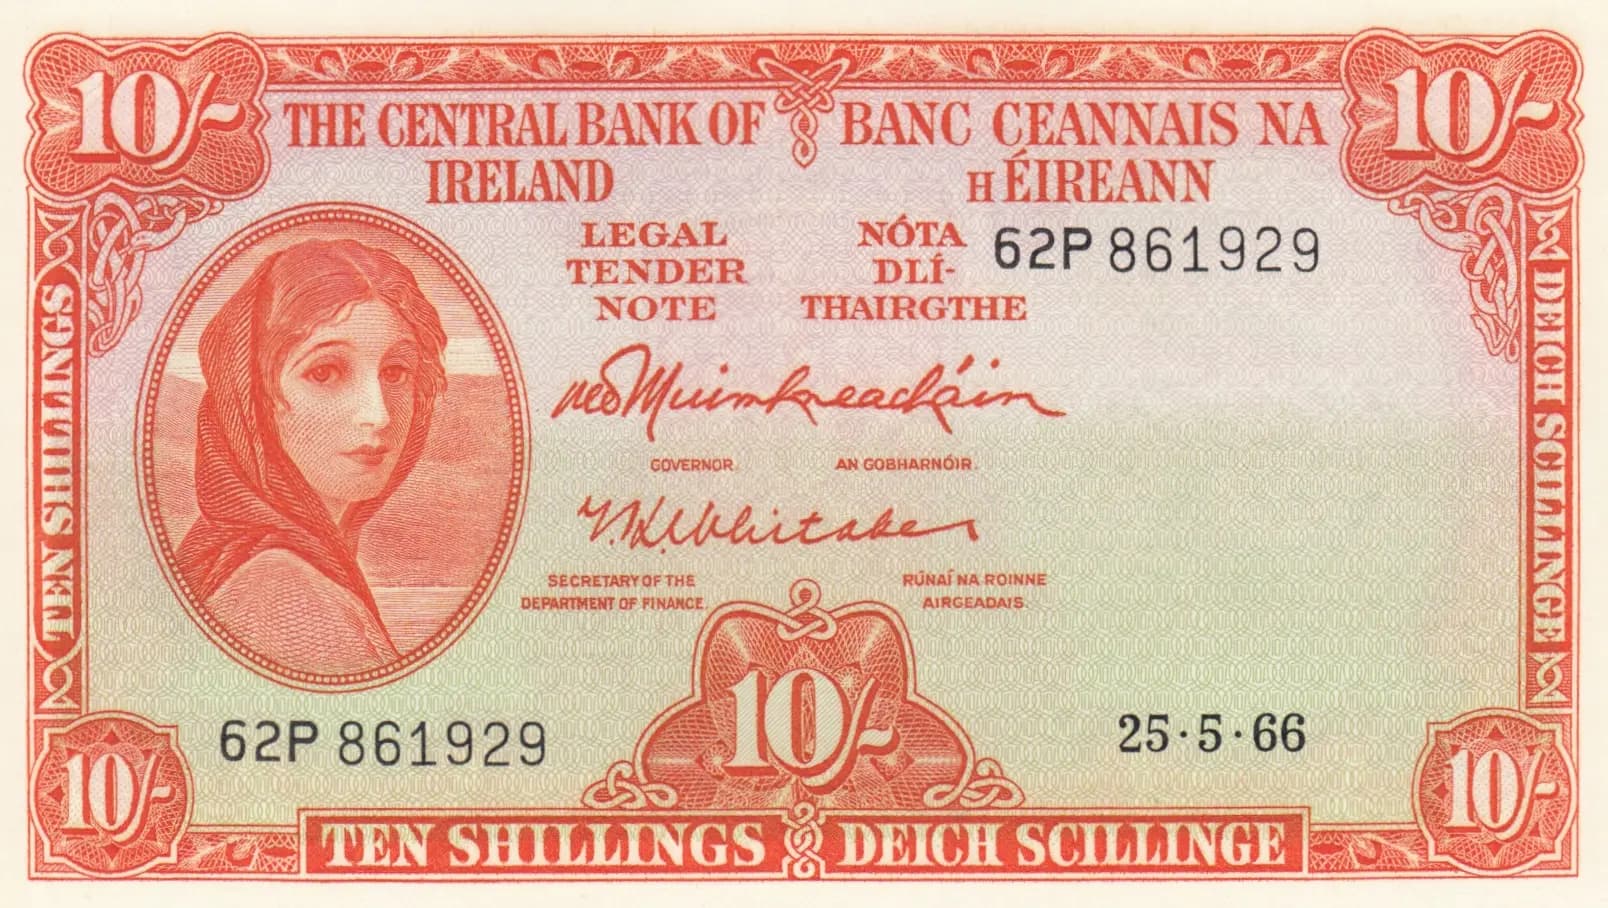 10/-
10/-
THE CENTRAL BANK OF IRELAND
BANC CEANNAIS NA hÉIREANN
LEGAL TENDER NOTE
NÓTA DLÍ-THAIRGTHE
62P 861929
TEN SHILLINGS
DEICH SCILLINGE
GOVERNOR.
AN GOBHARNÓIR.
T.K. Whitaker
SECRETARY OF THE DEPARTMENT OF FINANCE.
RÚNAÍ NA ROINNE AIRGEADAIS.
62P 861929
10/-
25·5·66
10/-
10/-
TEN SHILLINGS
DEICH SCILLINGE